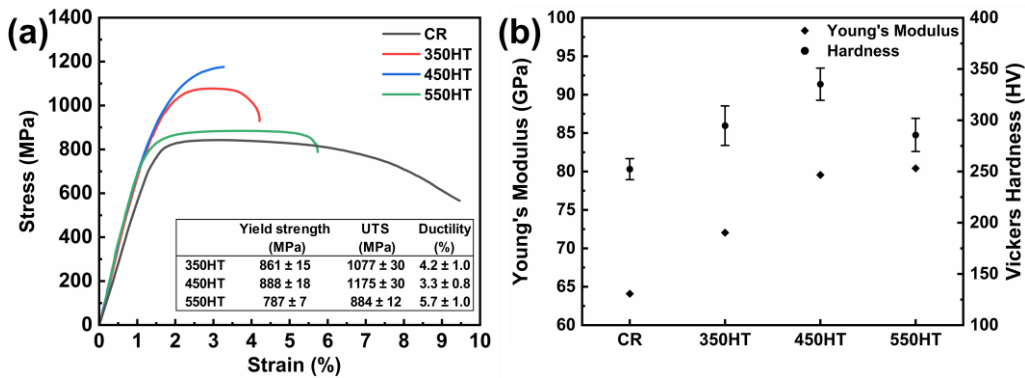 (a)
1400
1200
1000
800
600
400
200
0
Stress (MPa)
CR
350HT
450HT
550HT
Yield strength UTS Ductility
(MPa) (MPa) (%)
350HT 861 ± 15 1077 ± 30 4.2 ± 1.0
450HT 888 ± 18 1175 ± 30 3.3 ± 0.8
550HT 787 ± 7 884 ± 12 5.7 ± 1.0
0 1 2 3 4 5 6 7 8 9 10
Strain (%)
(b)
100
95
90
85
80
75
70
65
60
Young's Modulus (GPa)
Young's Modulus
Hardness
400
350
300
250
200
150
100
Vickers Hardness (HV)
CR 350HT 450HT 550HT